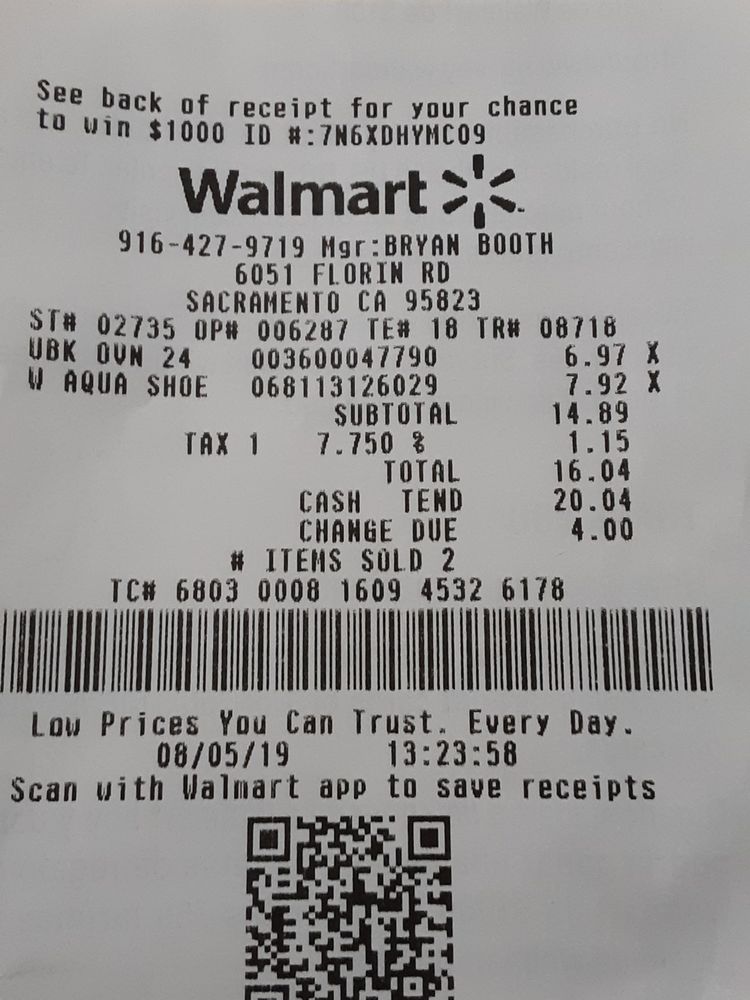 See back of receipt for your chance
to win $1000 ID #:7N6XDHYMC09
Walmart
916-427-9719 Mgr:BRYAN BOOTH
6051 FLORIN RD
SACRAMENTO CA 95823
ST# 02735 OP# 006287 TE# 18 TR# 08718
UBK OVN 24 003600047790 6.97 X
W AQUA SHOE 068113126029 7.92 X
SUBTOTAL 14.89
TAX 1 7.750 % 1.15
TOTAL 16.04
CASH TEND 20.04
CHANGE DUE 4.00
# ITEMS SOLD 2
TC# 6803 0008 1609 4532 6178
Low Prices You Can Trust. Every Day.
08/05/19 13:23:58
Scan with Walmart app to save receipts